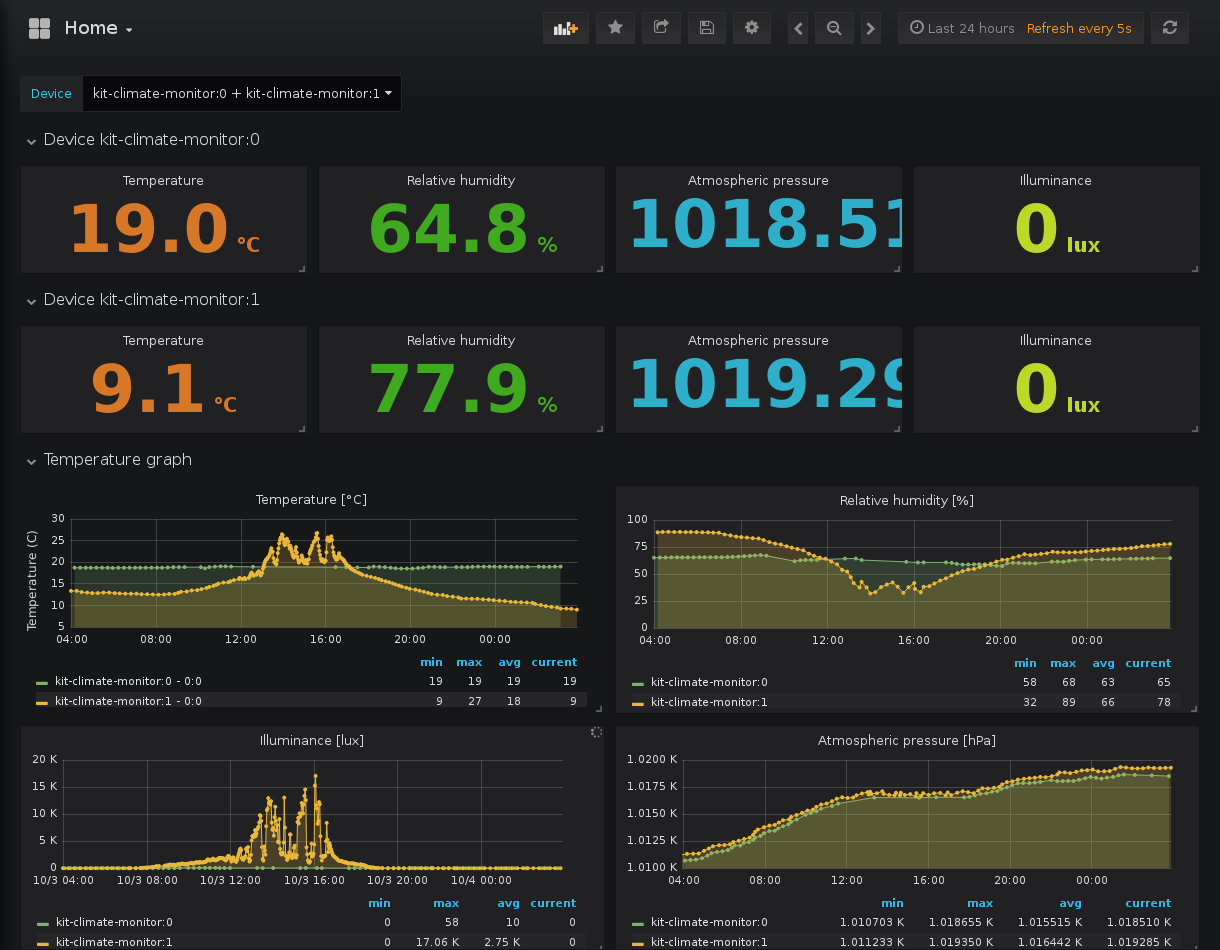 Home
Last 24 hours Refresh every 5s
Device kit-climate-monitor:0 + kit-climate-monitor:1
Device kit-climate-monitor:0
Temperature Relative humidity Atmospheric pressure Illuminance
19.0 °C 64.8 % 1018.51 0 lux
Device kit-climate-monitor:1
Temperature Relative humidity Atmospheric pressure Illuminance
9.1 °C 77.9 % 1019.29 0 lux
Temperature graph
Temperature [°C]
Temperature (C)
30
25
20
15
10
5
04:00 08:00 12:00 16:00 20:00 00:00
min max avg current
kit-climate-monitor:0 - 0:0 19 19 19 19
kit-climate-monitor:1 - 0:0 9 27 18 9
Relative humidity [%]
100
75
50
25
0
04:00 08:00 12:00 16:00 20:00 00:00
min max avg current
kit-climate-monitor:0 58 68 63 65
kit-climate-monitor:1 32 89 66 78
Illuminance [lux]
20 K
15 K
10 K
5 K
0
10/3 04:00 10/3 08:00 10/3 12:00 10/3 16:00 10/3 20:00 10/4 00:00
min max avg current
kit-climate-monitor:0 0 58 10 0
kit-climate-monitor:1 0 17.06 K 2.75 K 0
Atmospheric pressure [hPa]
1.0200 K
1.0175 K
1.0150 K
1.0125 K
1.0100 K
04:00 08:00 12:00 16:00 20:00 00:00
min max avg current
kit-climate-monitor:0 1.010703 K 1.018655 K 1.015515 K 1.018510 K
kit-climate-monitor:1 1.011233 K 1.019350 K 1.016442 K 1.019285 K